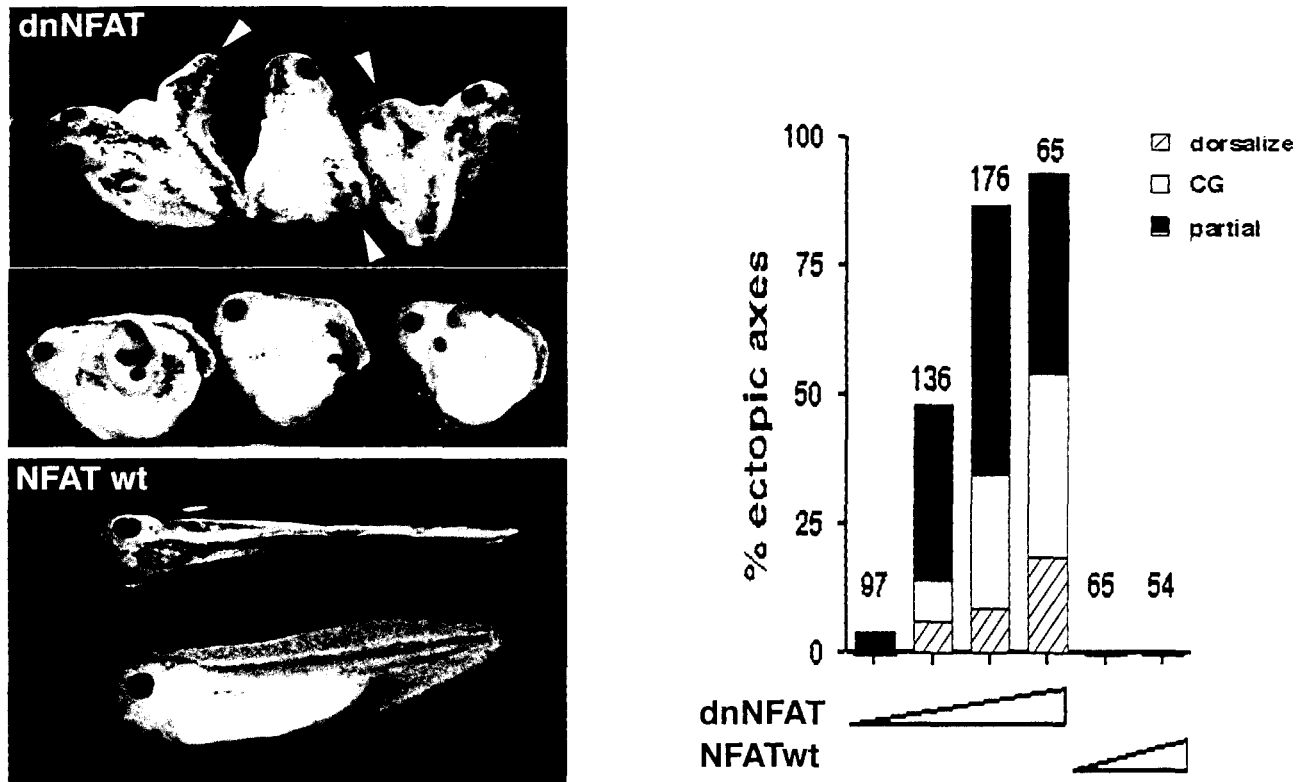 dnNFAT
NFAT wt
100
75
50
25
0
% ectopic axes
97
136
176
65
65
54
dorsalize
CG
partial
dnNFAT
NFATwt